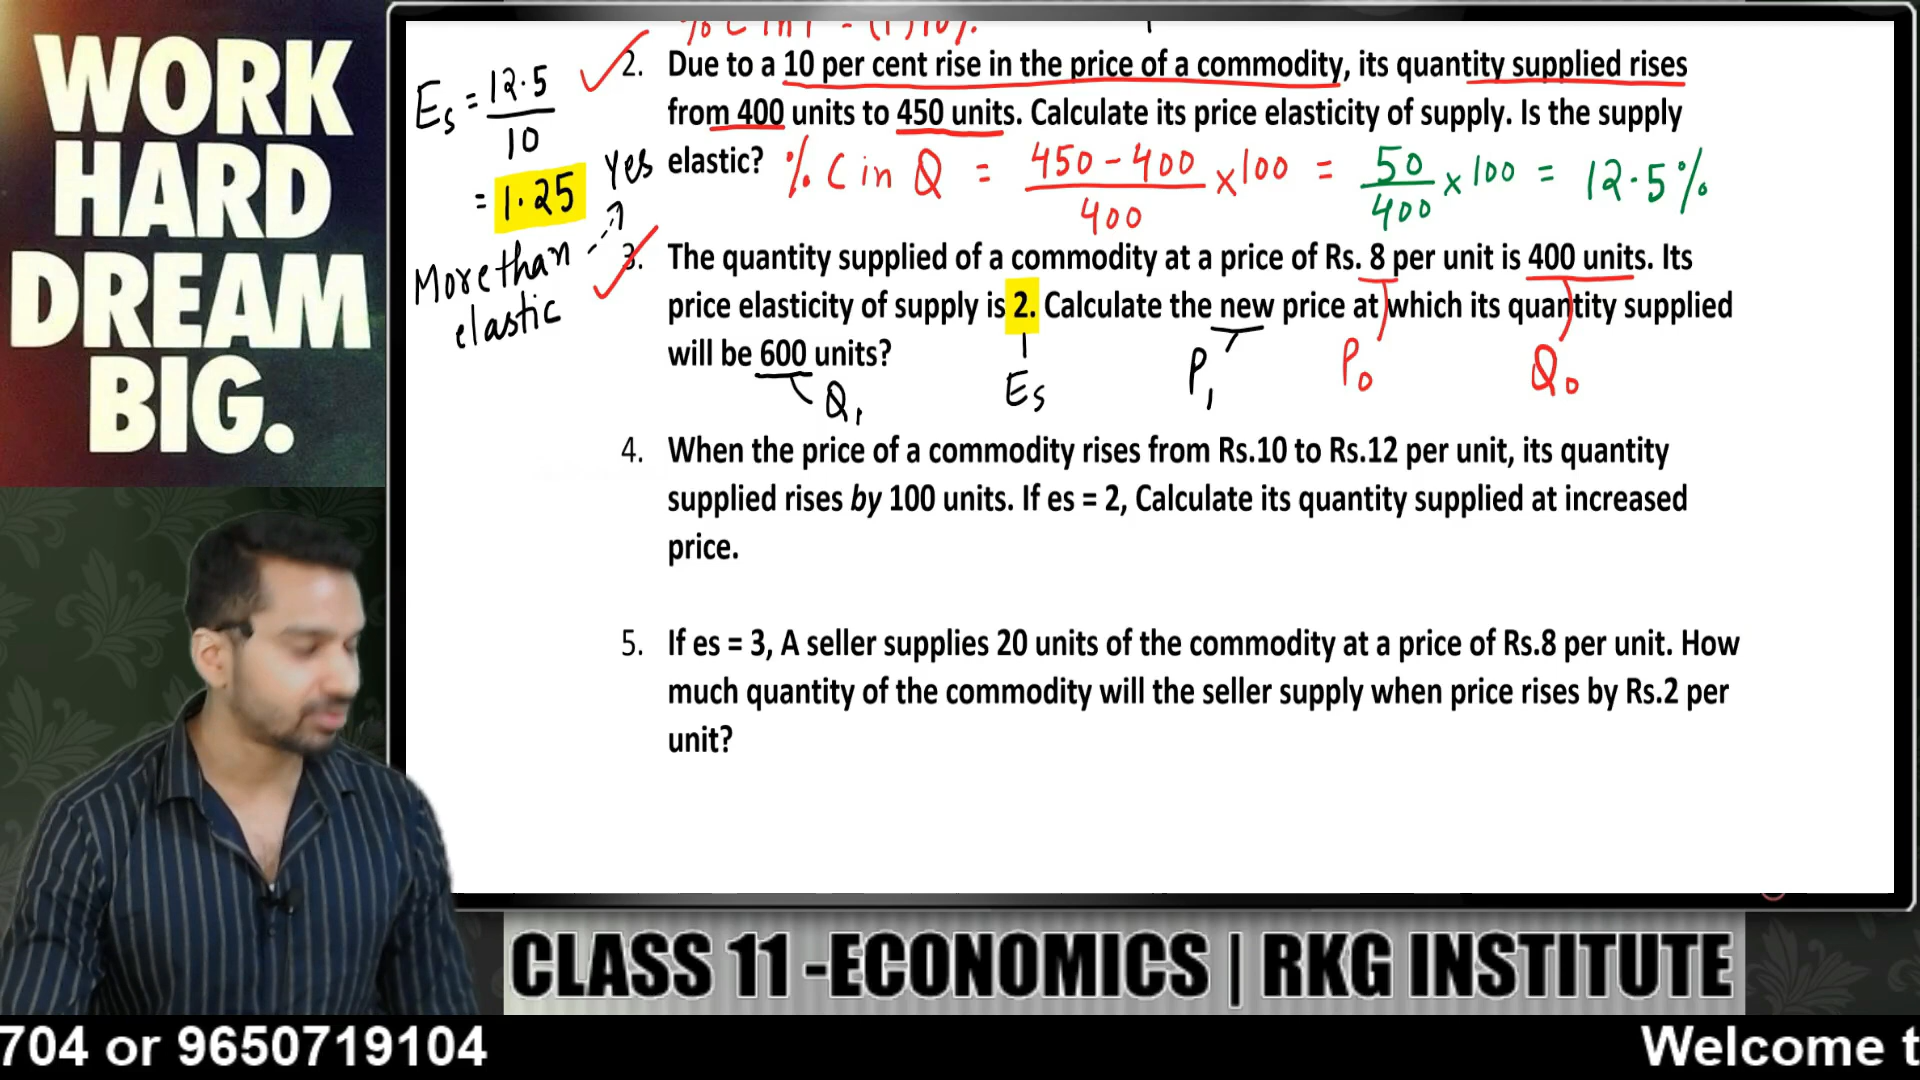 WORK
HARD
DREAM
BIG.
2. Due to a 10 per cent rise in the price of a commodity, its quantity supplied rises
from 400 units to 450 units. Calculate its price elasticity of supply. Is the supply
elastic?
% C in Q = 450 - 400 / 400 x 100 = 50 / 400 x 100 = 12.5%
Es = 12.5 / 10
= 1.25
Yes
More than
elastic
3. The quantity supplied of a commodity at a price of Rs. 8 per unit is 400 units. Its
price elasticity of supply is 2. Calculate the new price at which its quantity supplied
will be 600 units?
Q1 Es P1 P0 Q0
4. When the price of a commodity rises from Rs.10 to Rs.12 per unit, its quantity
supplied rises by 100 units. If es = 2, Calculate its quantity supplied at increased
price.
5. If es = 3, A seller supplies 20 units of the commodity at a price of Rs.8 per unit. How
much quantity of the commodity will the seller supply when price rises by Rs.2 per
unit?
CLASS 11 -ECONOMICS | RKG INSTITUTE
704 or 9650719104 Welcome t